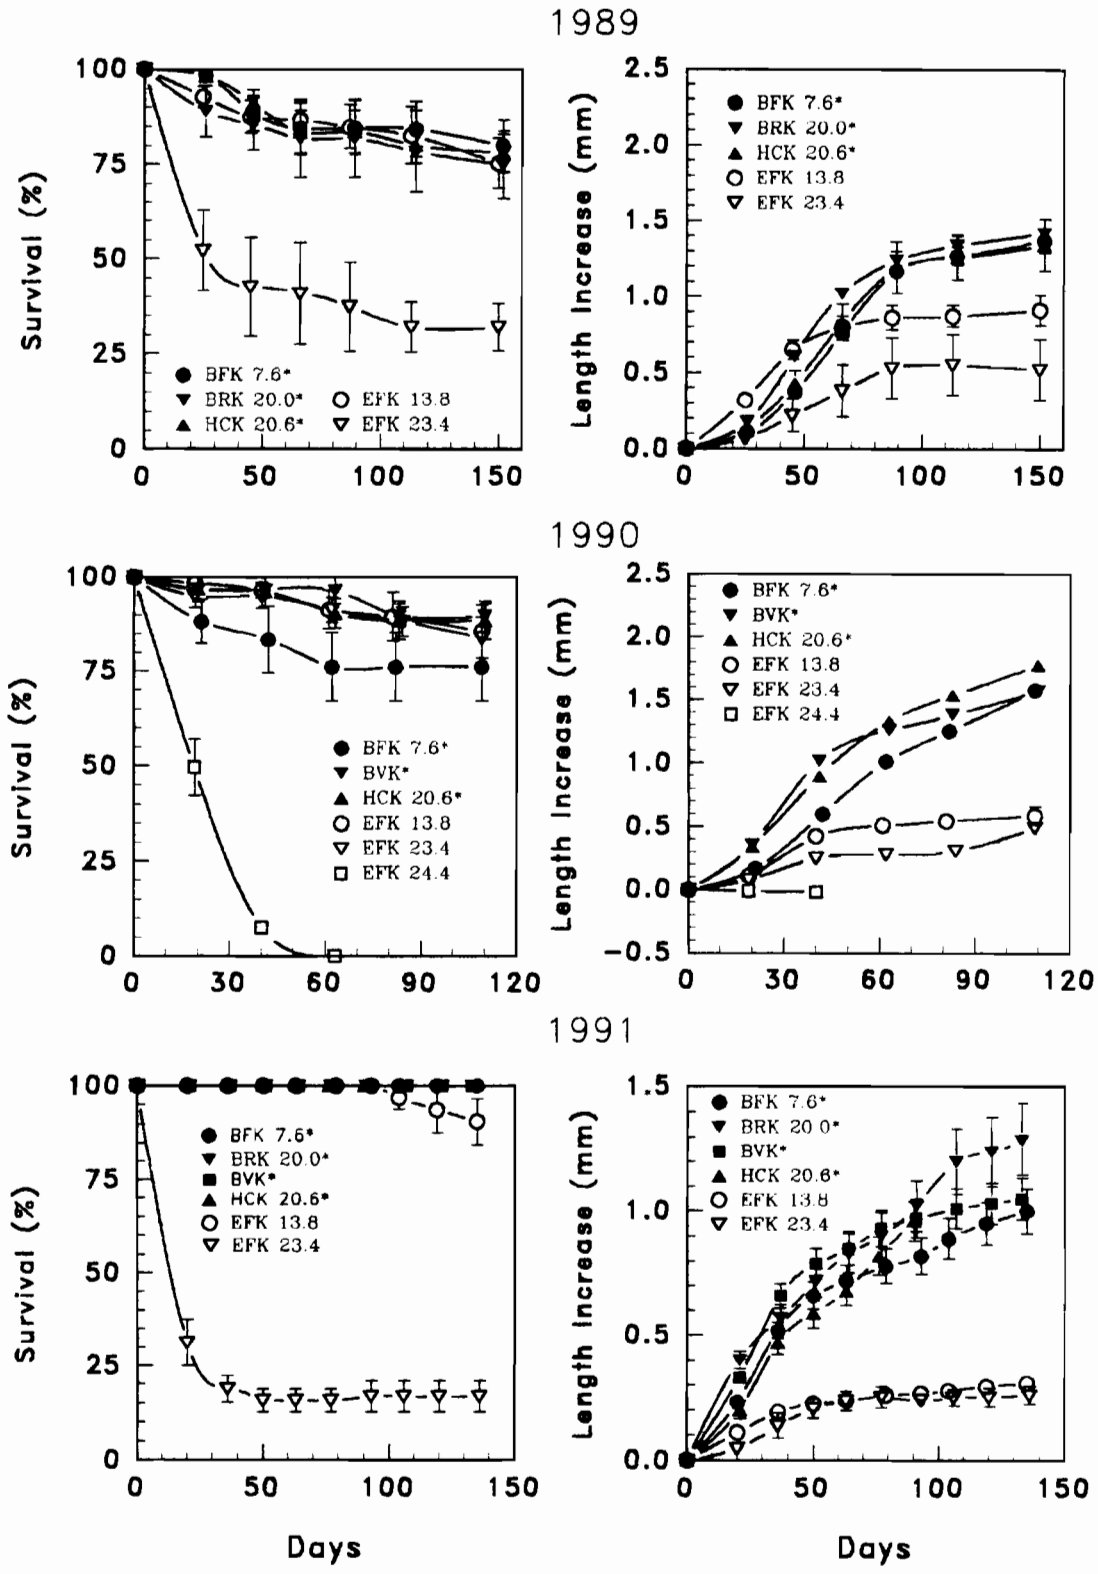 1989
100
75
50
25
0
Survival (%)
BFK 7.6*
BRK 20.0*
HCK 20.6*
EFK 13.8
EFK 23.4
0 50 100 150
2.5
2.0
1.5
1.0
0.5
0.0
Length Increase (mm)
BFK 7.6*
BRK 20.0*
HCK 20.6*
EFK 13.8
EFK 23.4
0 50 100 150
1990
100
75
50
25
0
Survival (%)
BFK 7.6*
BVK*
HCK 20.6*
EFK 13.8
EFK 23.4
EFK 24.4
0 30 60 90 120
2.5
2.0
1.5
1.0
0.5
0.0
-0.5
Length Increase (mm)
BFK 7.6*
BVK*
HCK 20.6*
EFK 13.8
EFK 23.4
EFK 24.4
0 30 60 90 120
1991
100
75
50
25
0
Survival (%)
BFK 7.6*
BRK 20.0*
BVK*
HCK 20.6*
EFK 13.8
EFK 23.4
0 50 100 150
Days
1.5
1.0
0.5
0.0
Length Increase (mm)
BFK 7.6*
BRK 20 0*
BVK*
HCK 20.6*
EFK 13.8
EFK 23.4
0 50 100 150
Days